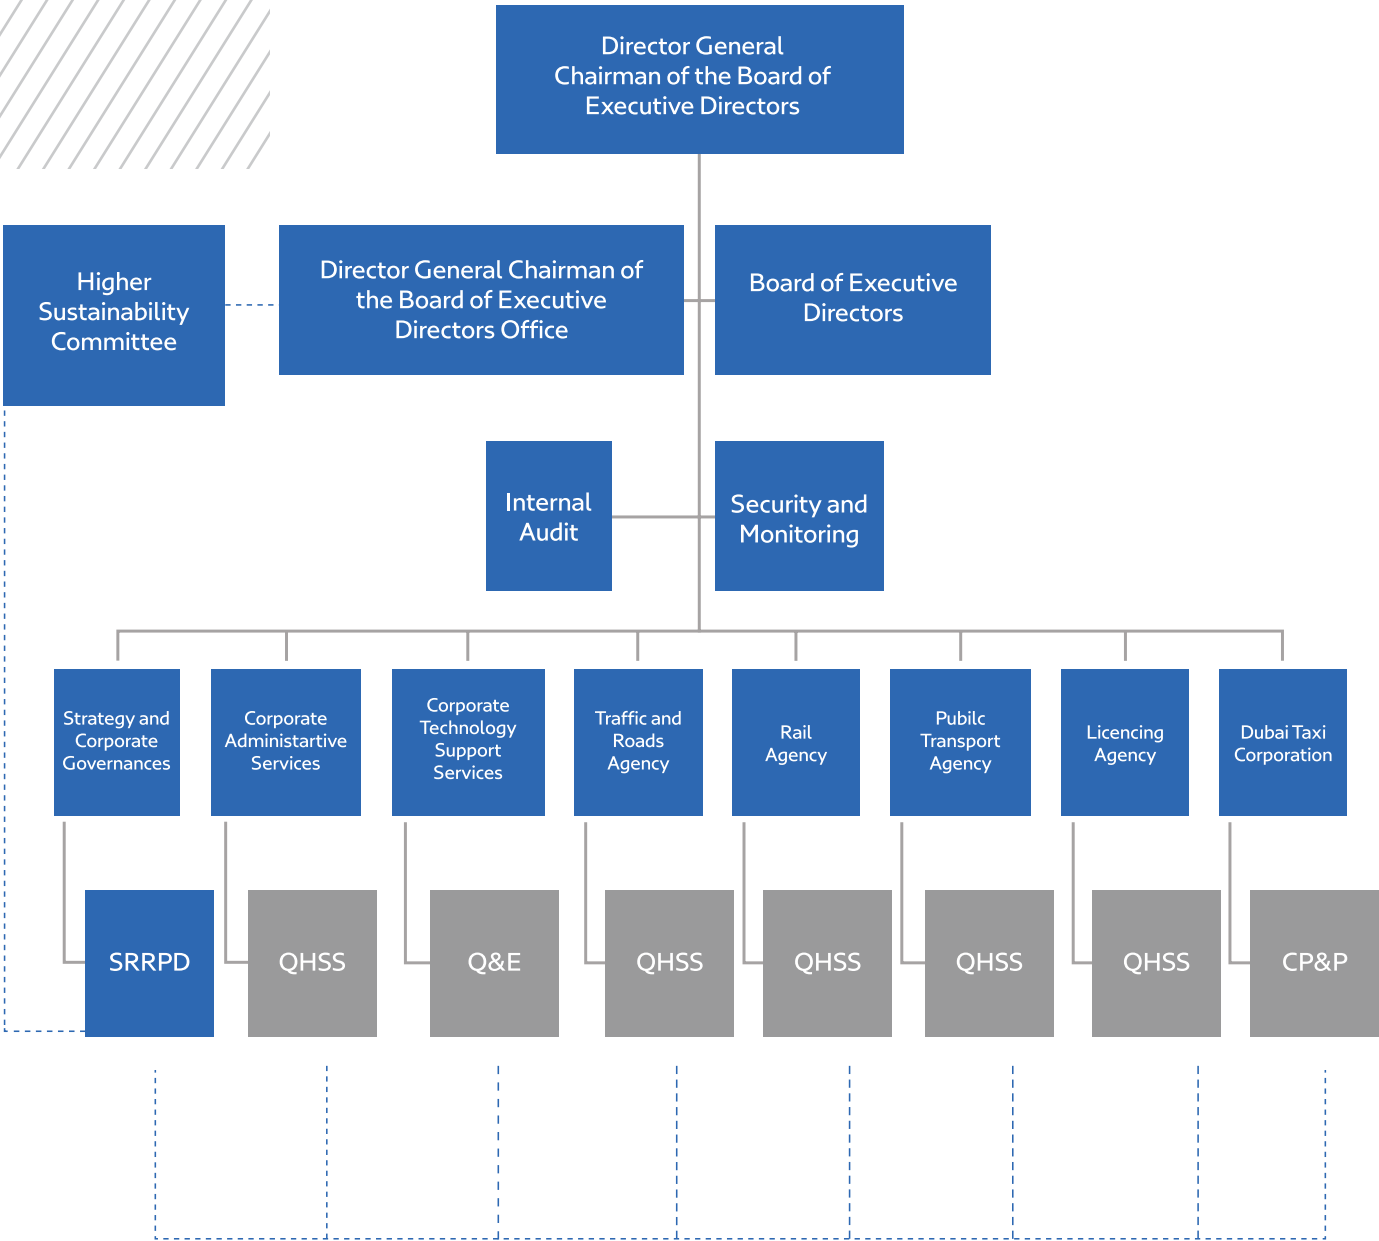 Director General
Chairman of the Board of
Executive Directors
Higher
Sustainability
Committee
Director General Chairman of
the Board of Executive
Directors Office
Board of Executive
Directors
Internal
Audit
Security and
Monitoring
Strategy and
Corporate
Governances
Corporate
Administartive
Services
Corporate
Technology
Support
Services
Traffic and
Roads
Agency
Rail
Agency
Pubilc
Transport
Agency
Licencing
Agency
Dubai Taxi
Corporation
SRRPD
QHSS
Q&E
QHSS
QHSS
QHSS
QHSS
CP&P